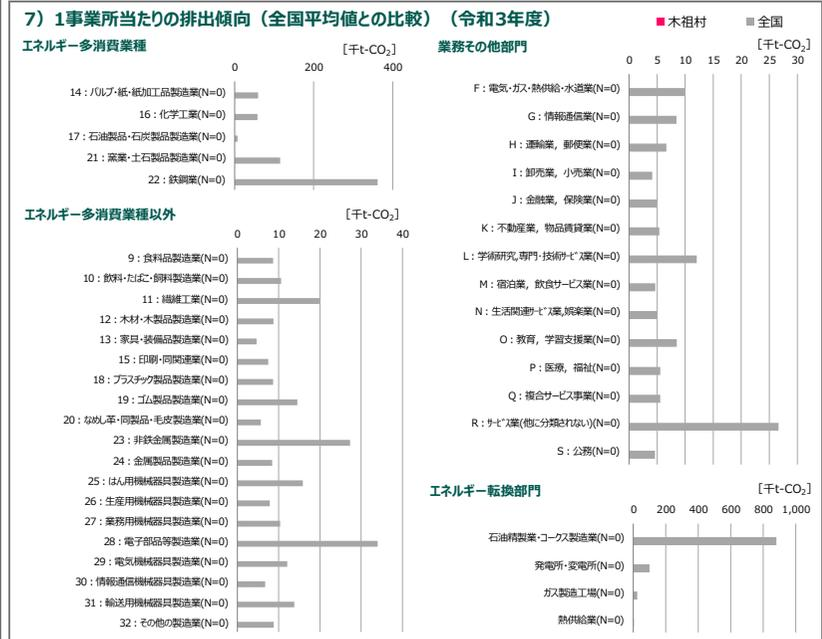 7）1事業所当たりの排出傾向（全国平均値との比較）（令和3年度）
■木祖村 ■全国
エネルギー多消費業種
[千t-CO₂]
0 200 400
14：パルプ・紙・紙加工品製造業(N=0)
16：化学工業(N=0)
17：石油製品・石炭製品製造業(N=0)
21：窯業・土石製品製造業(N=0)
22：鉄鋼業(N=0)
エネルギー多消費業種以外
[千t-CO₂]
0 10 20 30 40
9：食料品製造業(N=0)
10：飲料・たばこ・飼料製造業(N=0)
11：繊維工業(N=0)
12：木材・木製品製造業(N=0)
13：家具・装備品製造業(N=0)
15：印刷・同関連業(N=0)
18：プラスチック製品製造業(N=0)
19：ゴム製品製造業(N=0)
20：なめし革・同製品・毛皮製造業(N=0)
23：非鉄金属製造業(N=0)
24：金属製品製造業(N=0)
25：はん用機械器具製造業(N=0)
26：生産用機械器具製造業(N=0)
27：業務用機械器具製造業(N=0)
28：電子部品等製造業(N=0)
29：電気機械器具製造業(N=0)
30：情報通信機械器具製造業(N=0)
31：輸送用機械器具製造業(N=0)
32：その他の製造業(N=0)
業務その他部門
[千t-CO₂]
0 5 10 15 20 25 30
F：電気・ガス・熱供給・水道業(N=0)
G：情報通信業(N=0)
H：運輸業，郵便業(N=0)
I：卸売業，小売業(N=0)
J：金融業，保険業(N=0)
K：不動産業，物品賃貸業(N=0)
L：学術研究,専門・技術ｻｰﾋﾞｽ業(N=0)
M：宿泊業，飲食サービス業(N=0)
N：生活関連ｻｰﾋﾞｽ業,娯楽業(N=0)
O：教育，学習支援業(N=0)
P：医療，福祉(N=0)
Q：複合サービス事業(N=0)
R：ｻｰﾋﾞｽ業(他に分類されない)(N=0)
S：公務(N=0)
エネルギー転換部門
[千t-CO₂]
0 200 400 600 800 1,000
石油精製業・コークス製造業(N=0)
発電所・変電所(N=0)
ガス製造工場(N=0)
熱供給業(N=0)